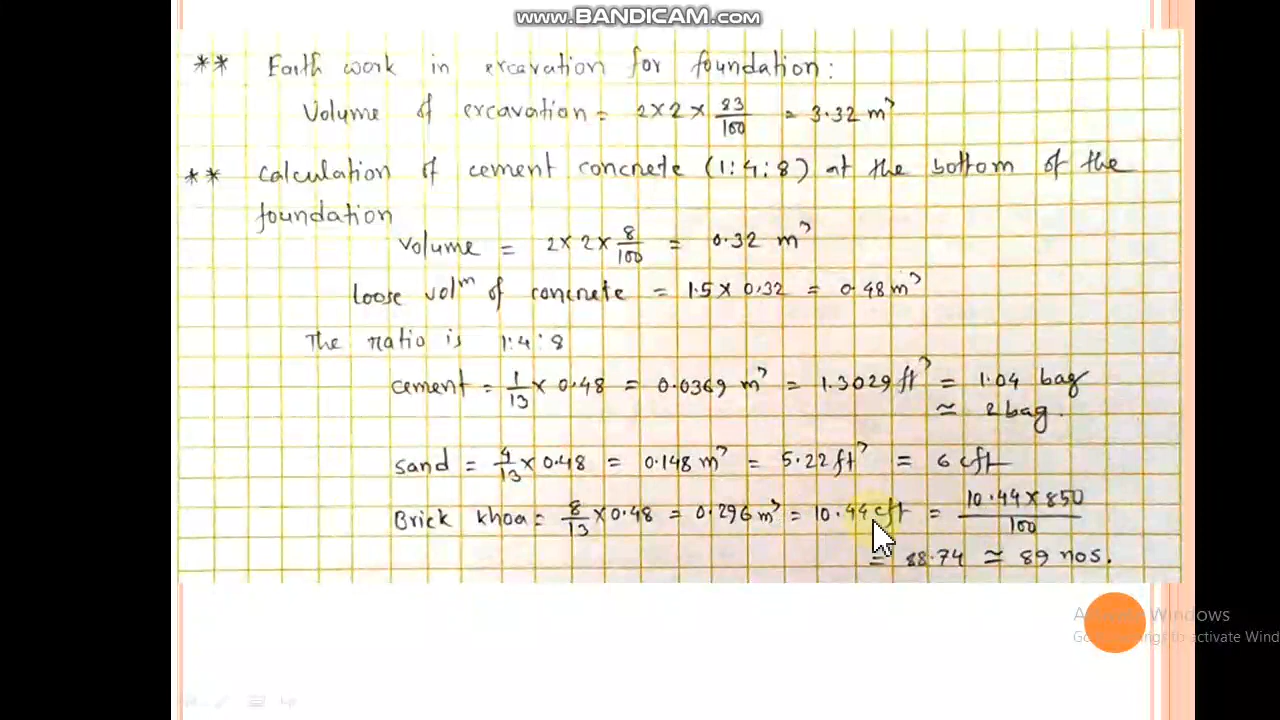 WWW.BANDICAM.COM
** Earth work in excavation for foundation:
Volume of excavation = 2×2× 83/100 = 3.32 m³
** Calculation of cement concrete (1:4:8) at the bottom of the
foundation
Volume = 2×2× 8/100 = 0.32 m³
Loose volᵐ of concrete = 1.5 × 0.32 = 0.48 m³
The ratio is 1:4:8
cement = 1/13 × 0.48 = 0.0369 m³ = 1.3029 ft³ = 1.04 bag
≃ 2 bag.
sand = 4/13 × 0.48 = 0.148 m³ = 5.22 ft³ = 6 cft
Brick khoa = 8/13 × 0.48 = 0.296 m³ = 10.44 cft = 10.44×850/100
= 88.74 ≃ 89 nos.
Windows
to activate Wind